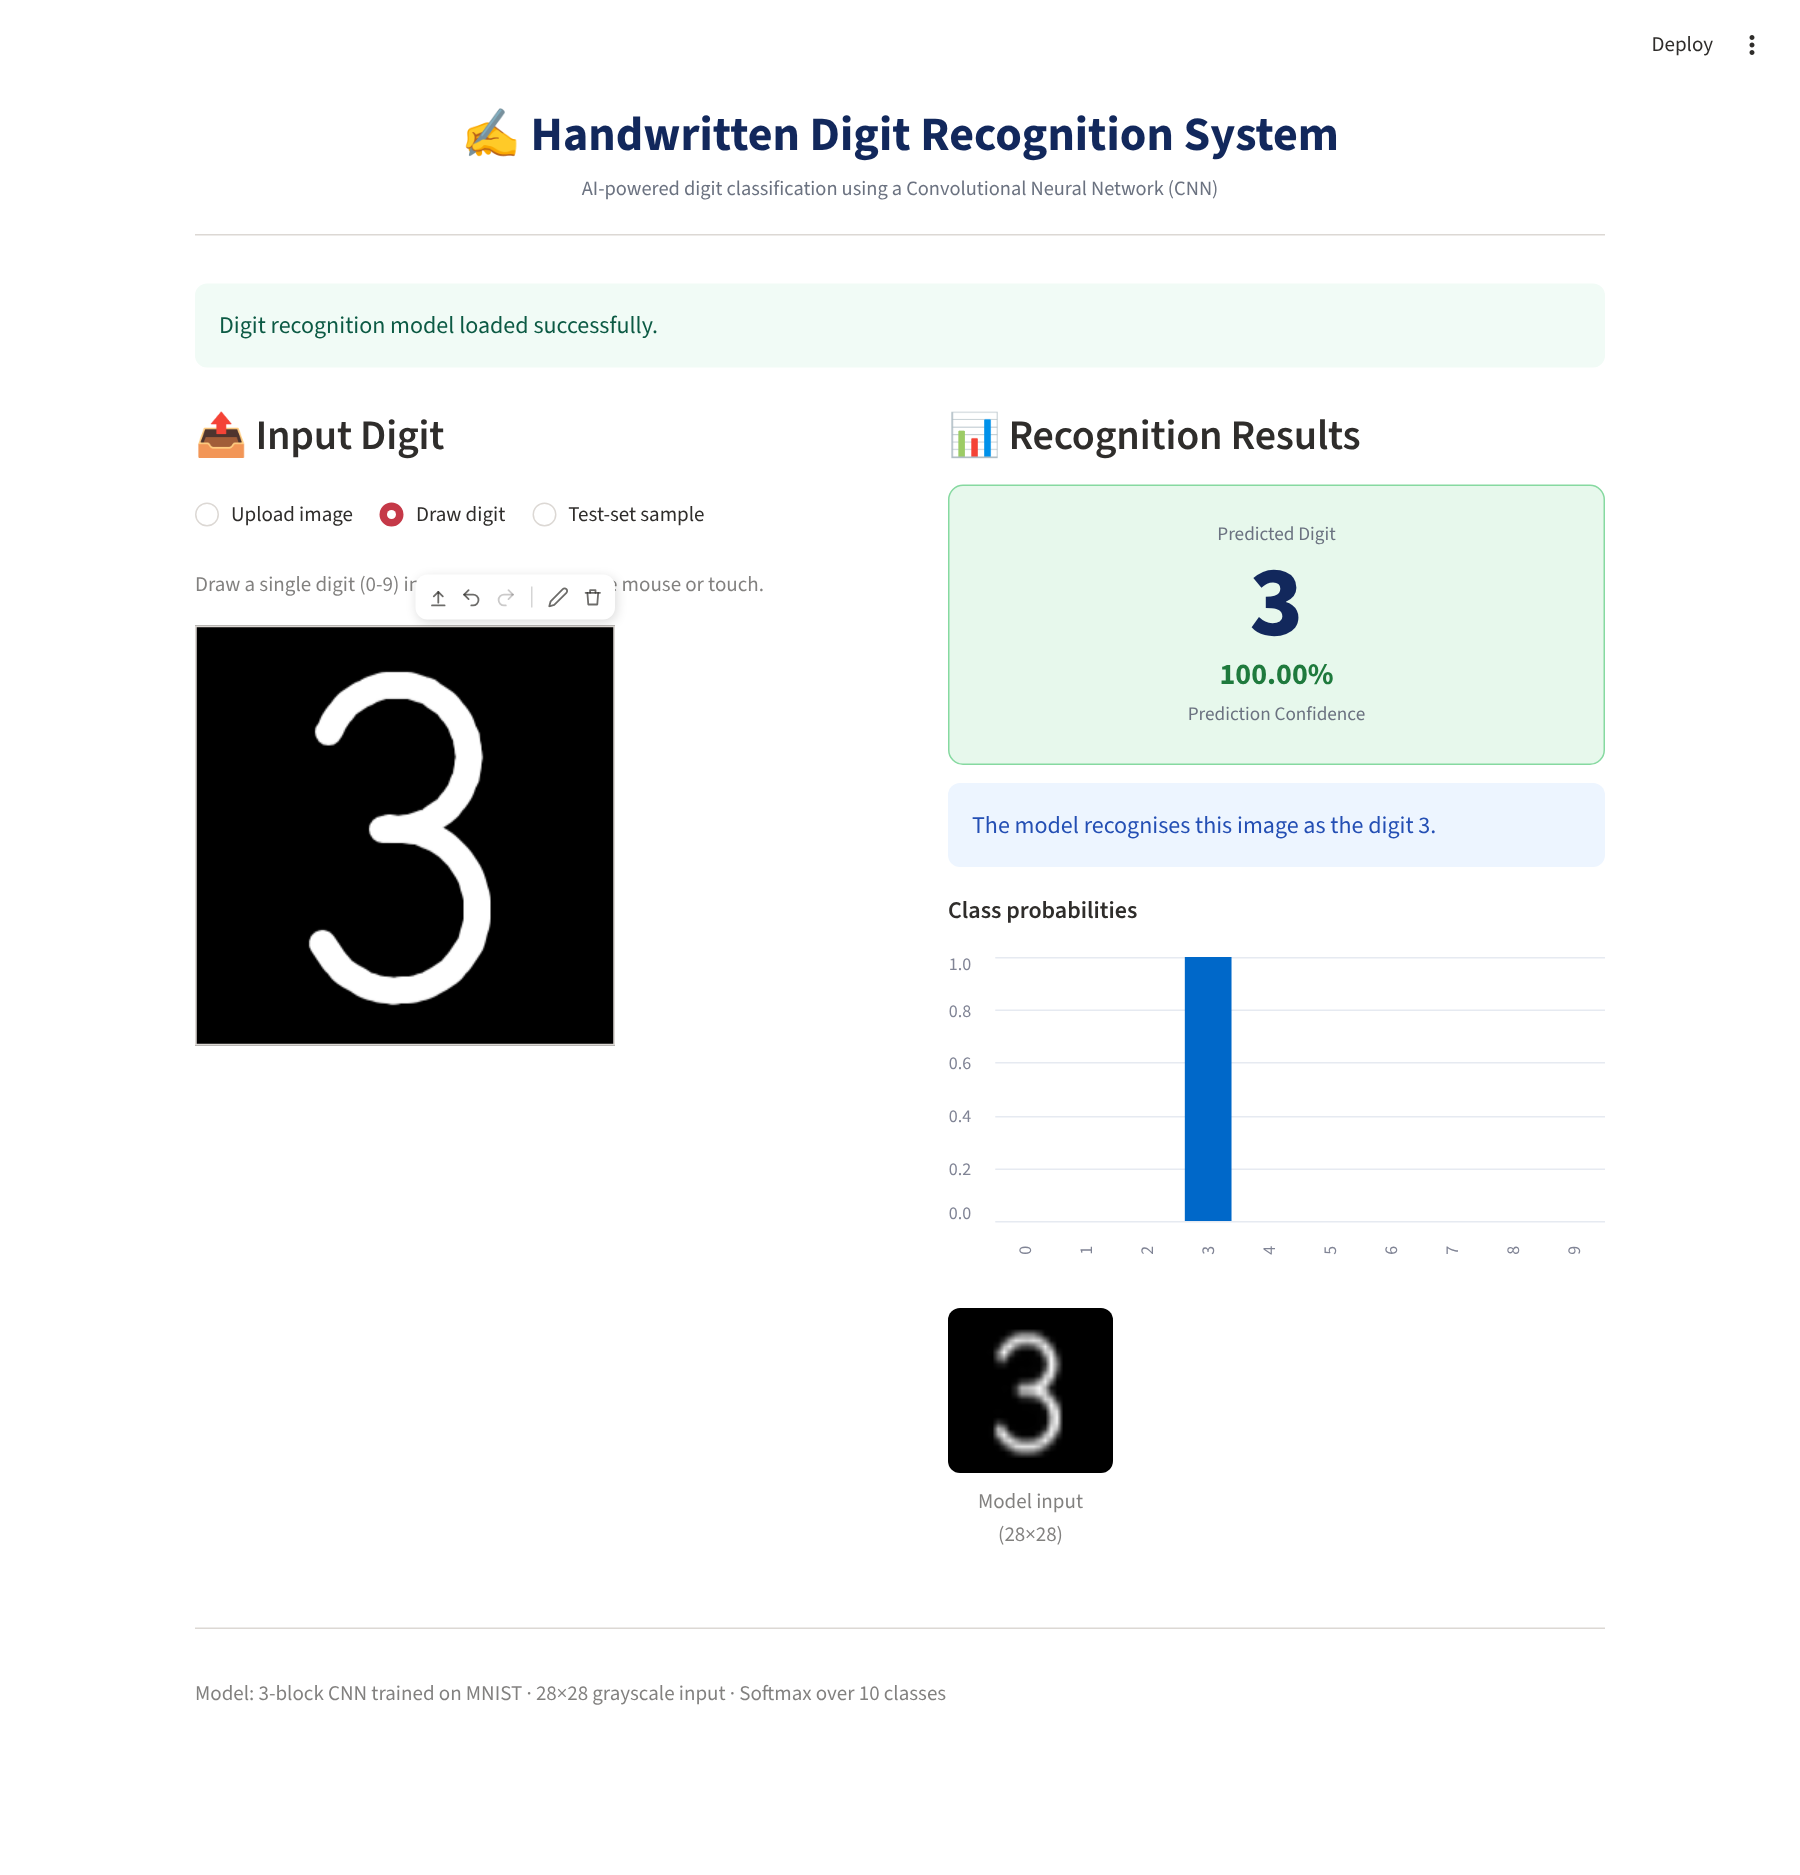 Deploy
✍️ Handwritten Digit Recognition System
AI-powered digit classification using a Convolutional Neural Network (CNN)
Digit recognition model loaded successfully.
📤 Input Digit
Upload image
Draw digit
Test-set sample
Draw a single digit (0-9) mouse or touch.
3
📊 Recognition Results
Predicted Digit
3
100.00%
Prediction Confidence
The model recognises this image as the digit 3.
Class probabilities
1.0
0.8
0.6
0.4
0.2
0.0
0 1 2 3 4 5 6 7 8 9
3
Model input
(28×28)
Model: 3-block CNN trained on MNIST · 28×28 grayscale input · Softmax over 10 classes